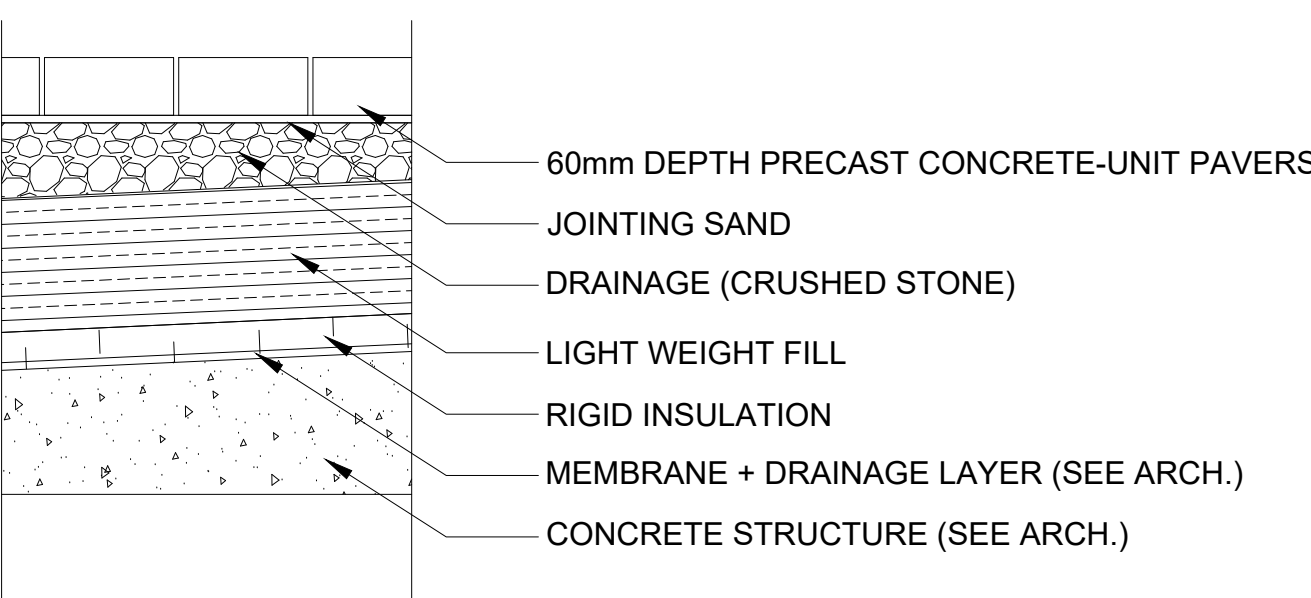 60mm DEPTH PRECAST CONCRETE-UNIT PAVERS
JOINTING SAND
DRAINAGE (CRUSHED STONE)
LIGHT WEIGHT FILL
RIGID INSULATION
MEMBRANE + DRAINAGE LAYER (SEE ARCH.)
CONCRETE STRUCTURE (SEE ARCH.)